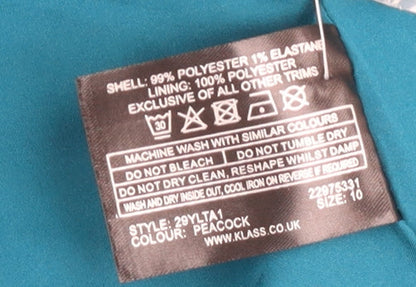 SHELL: 99% POLYESTER 1% ELASTANE
LINING: 100% POLYESTER
EXCLUSIVE OF ALL OTHER TRIMS
30
MACHINE WASH WITH SIMILAR COLOURS
DO NOT BLEACH DO NOT TUMBLE DRY
DO NOT DRY CLEAN, RESHAPE WHILST DAMP
WASH AND DRY INSIDE OUT, COOL IRON ON REVERSE IF REQUIRED
22975331
STYLE: 29YLTA1 SIZE: 10
COLOUR: PEACOCK
WWW.KLASS.CO.UK